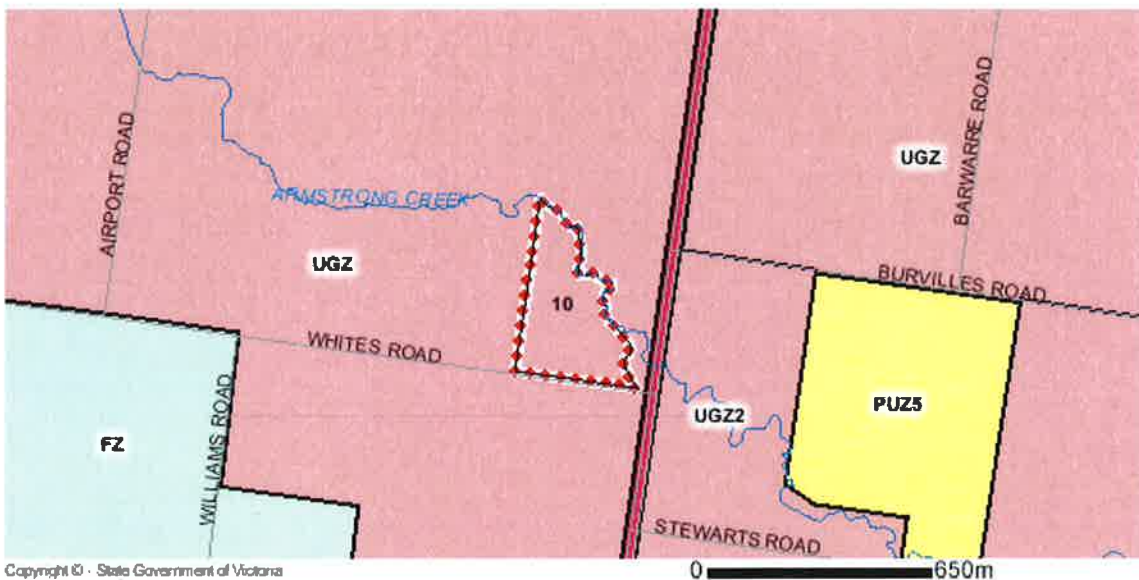 AIRPORT ROAD
ARMSTRONG CREEK
UGZ
BARWARRE ROAD
UGZ
BURVILLES ROAD
10
WHITES ROAD
WILLIAMS ROAD
FZ
UGZ2
PUZ5
STEWARTS ROAD
Copyright © - State Government of Victoria
0 650m